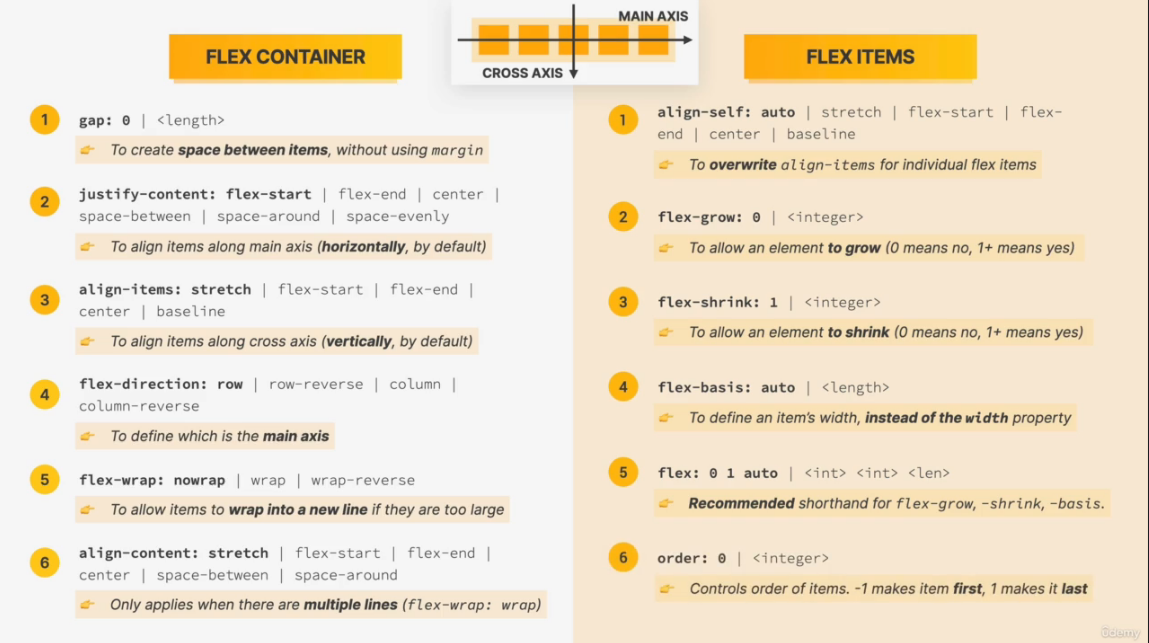 MAIN AXIS
CROSS AXIS
FLEX CONTAINER
1
gap: 0 | <length>
To create space between items, without using margin
2
justify-content: flex-start | flex-end | center |
space-between | space-around | space-evenly
To align items along main axis (horizontally, by default)
3
align-items: stretch | flex-start | flex-end |
center | baseline
To align items along cross axis (vertically, by default)
4
flex-direction: row | row-reverse | column |
column-reverse
To define which is the main axis
5
flex-wrap: nowrap | wrap | wrap-reverse
To allow items to wrap into a new line if they are too large
6
align-content: stretch | flex-start | flex-end |
center | space-between | space-around
Only applies when there are multiple lines (flex-wrap: wrap)
FLEX ITEMS
1
align-self: auto | stretch | flex-start | flex-
end | center | baseline
To overwrite align-items for individual flex items
2
flex-grow: 0 | <integer>
To allow an element to grow (0 means no, 1+ means yes)
3
flex-shrink: 1 | <integer>
To allow an element to shrink (0 means no, 1+ means yes)
4
flex-basis: auto | <length>
To define an item’s width, instead of the width property
5
flex: 0 1 auto | <int> <int> <len>
Recommended shorthand for flex-grow, -shrink, -basis.
6
order: 0 | <integer>
Controls order of items. -1 makes item first, 1 makes it last
ûdemy